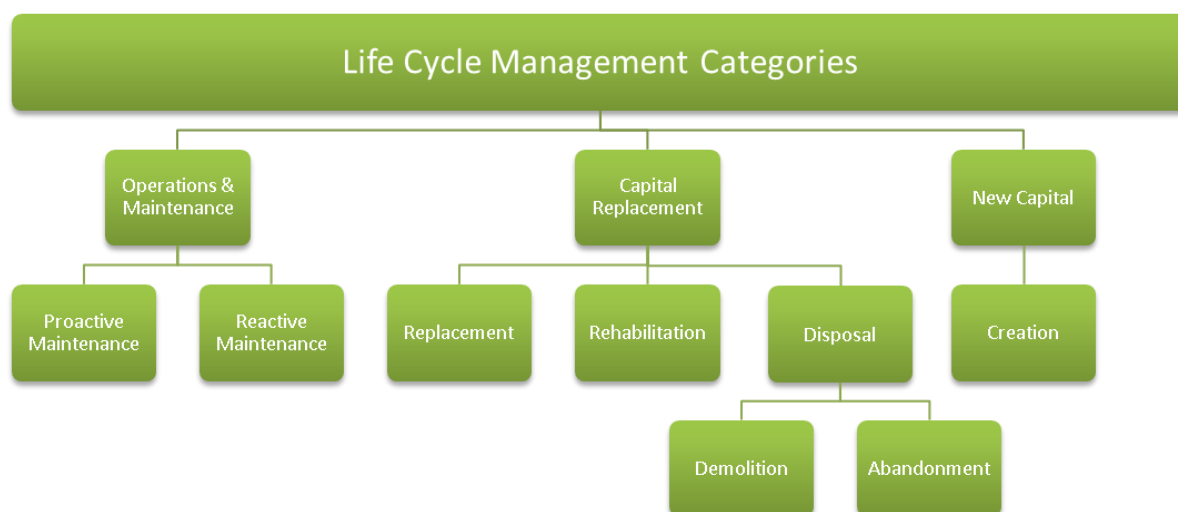 Life Cycle Management Categories
Operations &
Maintenance
Capital
Replacement
New Capital
Proactive
Maintenance
Reactive
Maintenance
Replacement
Rehabilitation
Disposal
Creation
Demolition
Abandonment